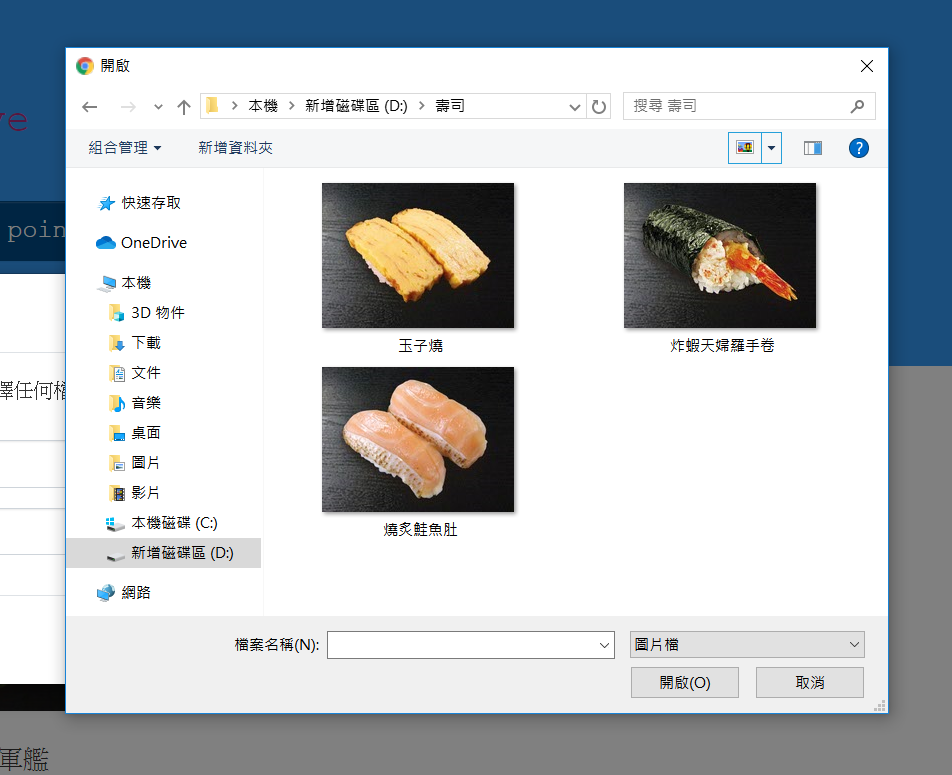 開啟
本機
新增磁碟區 (D:)
壽司
搜尋 壽司
組合管理
新增資料夾
快速存取
OneDrive
本機
3D 物件
下載
文件
音樂
桌面
圖片
影片
本機磁碟 (C:)
新增磁碟區 (D:)
網路
玉子燒
炸蝦天婦羅手卷
燒炙鮭魚肚
檔案名稱(N):
圖片檔
開啟(O)
取消
poin
擇任何檔
軍艦